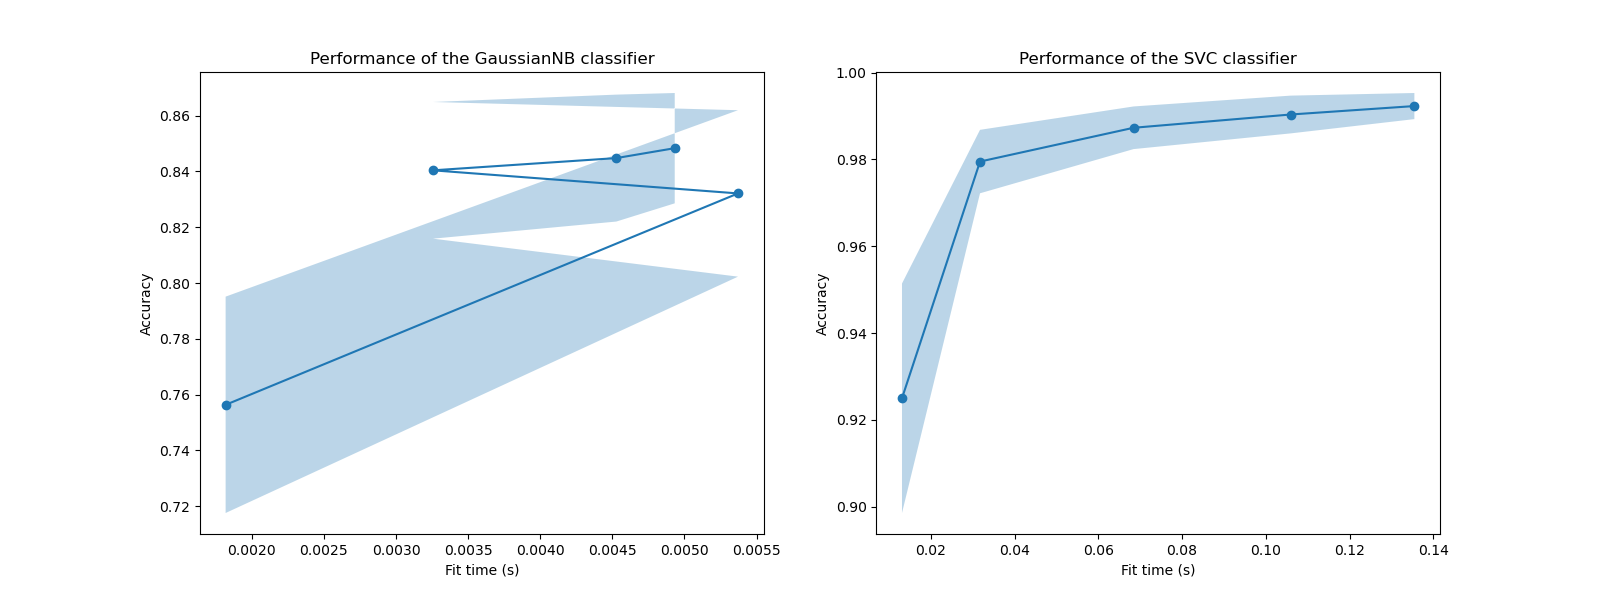 Performance of the GaussianNB classifier
0.86
0.84
0.82
0.80
0.78
0.76
0.74
0.72
Accuracy
0.0020 0.0025 0.0030 0.0035 0.0040 0.0045 0.0050 0.0055
Fit time (s)
Performance of the SVC classifier
1.00
0.98
0.96
0.94
0.92
0.90
Accuracy
0.02 0.04 0.06 0.08 0.10 0.12 0.14
Fit time (s)